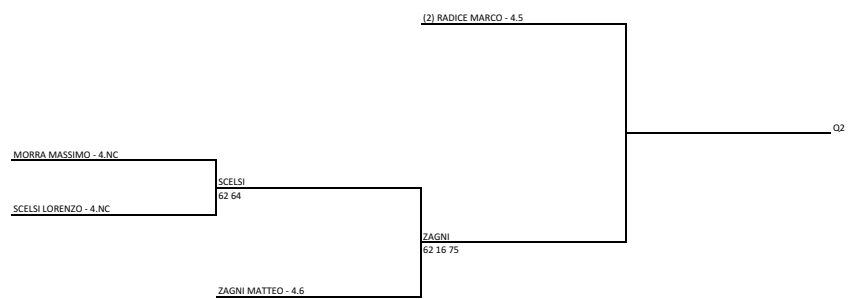 (2) RADICE MARCO - 4.5
Q2
MORRA MASSIMO - 4.NC
SCELSI
62 64
SCELSI LORENZO - 4.NC
ZAGNI
62 16 75
ZAGNI MATTEO - 4.6